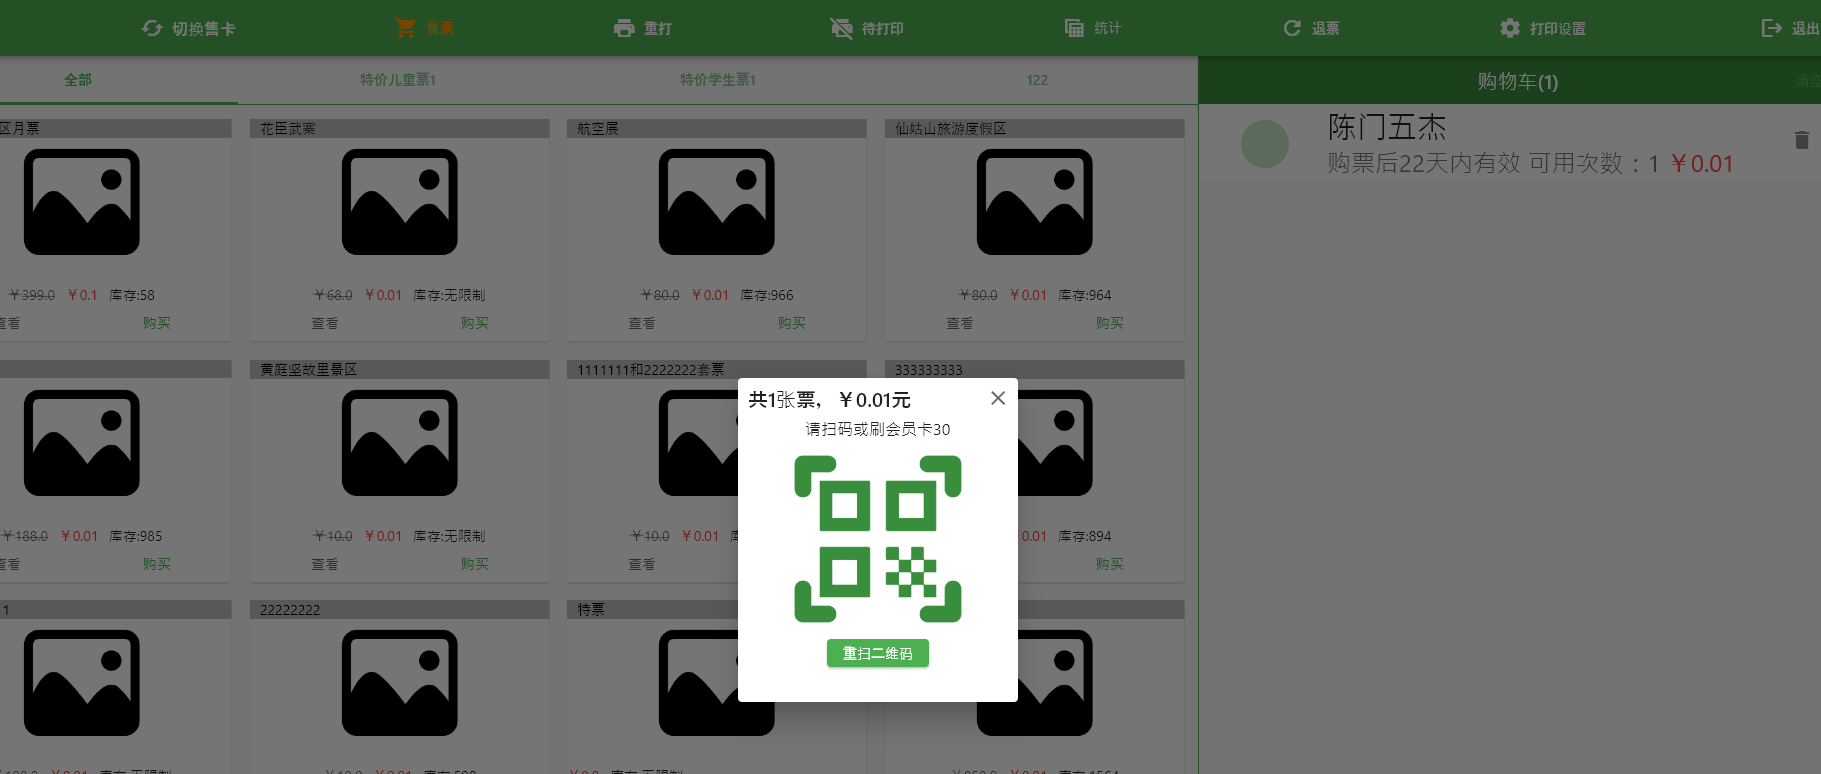 切换售卡
售票
重打
待打印
统计
退票
打印设置
退出
全部
特价儿童票1
特价学生票1
122
购物车(1)
清空
陈门五杰
购票后22天内有效 可用次数：1 ￥0.01
区月票
花臣武寨
航空展
仙姑山旅游度假区
￥399.0 ￥0.1 库存:58
￥68.0 ￥0.01 库存:无限制
￥80.0 ￥0.01 库存:966
￥80.0 ￥0.01 库存:964
查看 购买
查看 购买
查看 购买
查看 购买
黄庭坚故里景区
1111111和2222222套票
333333333
￥188.0 ￥0.01 库存:985
￥10.0 ￥0.01 库存:无限制
￥10.0 ￥0.01
0.01 库存:894
查看 购买
查看 购买
查看
购买
共1张票，￥0.01元
请扫码或刷会员卡30
重扫二维码
1
22222222
特票